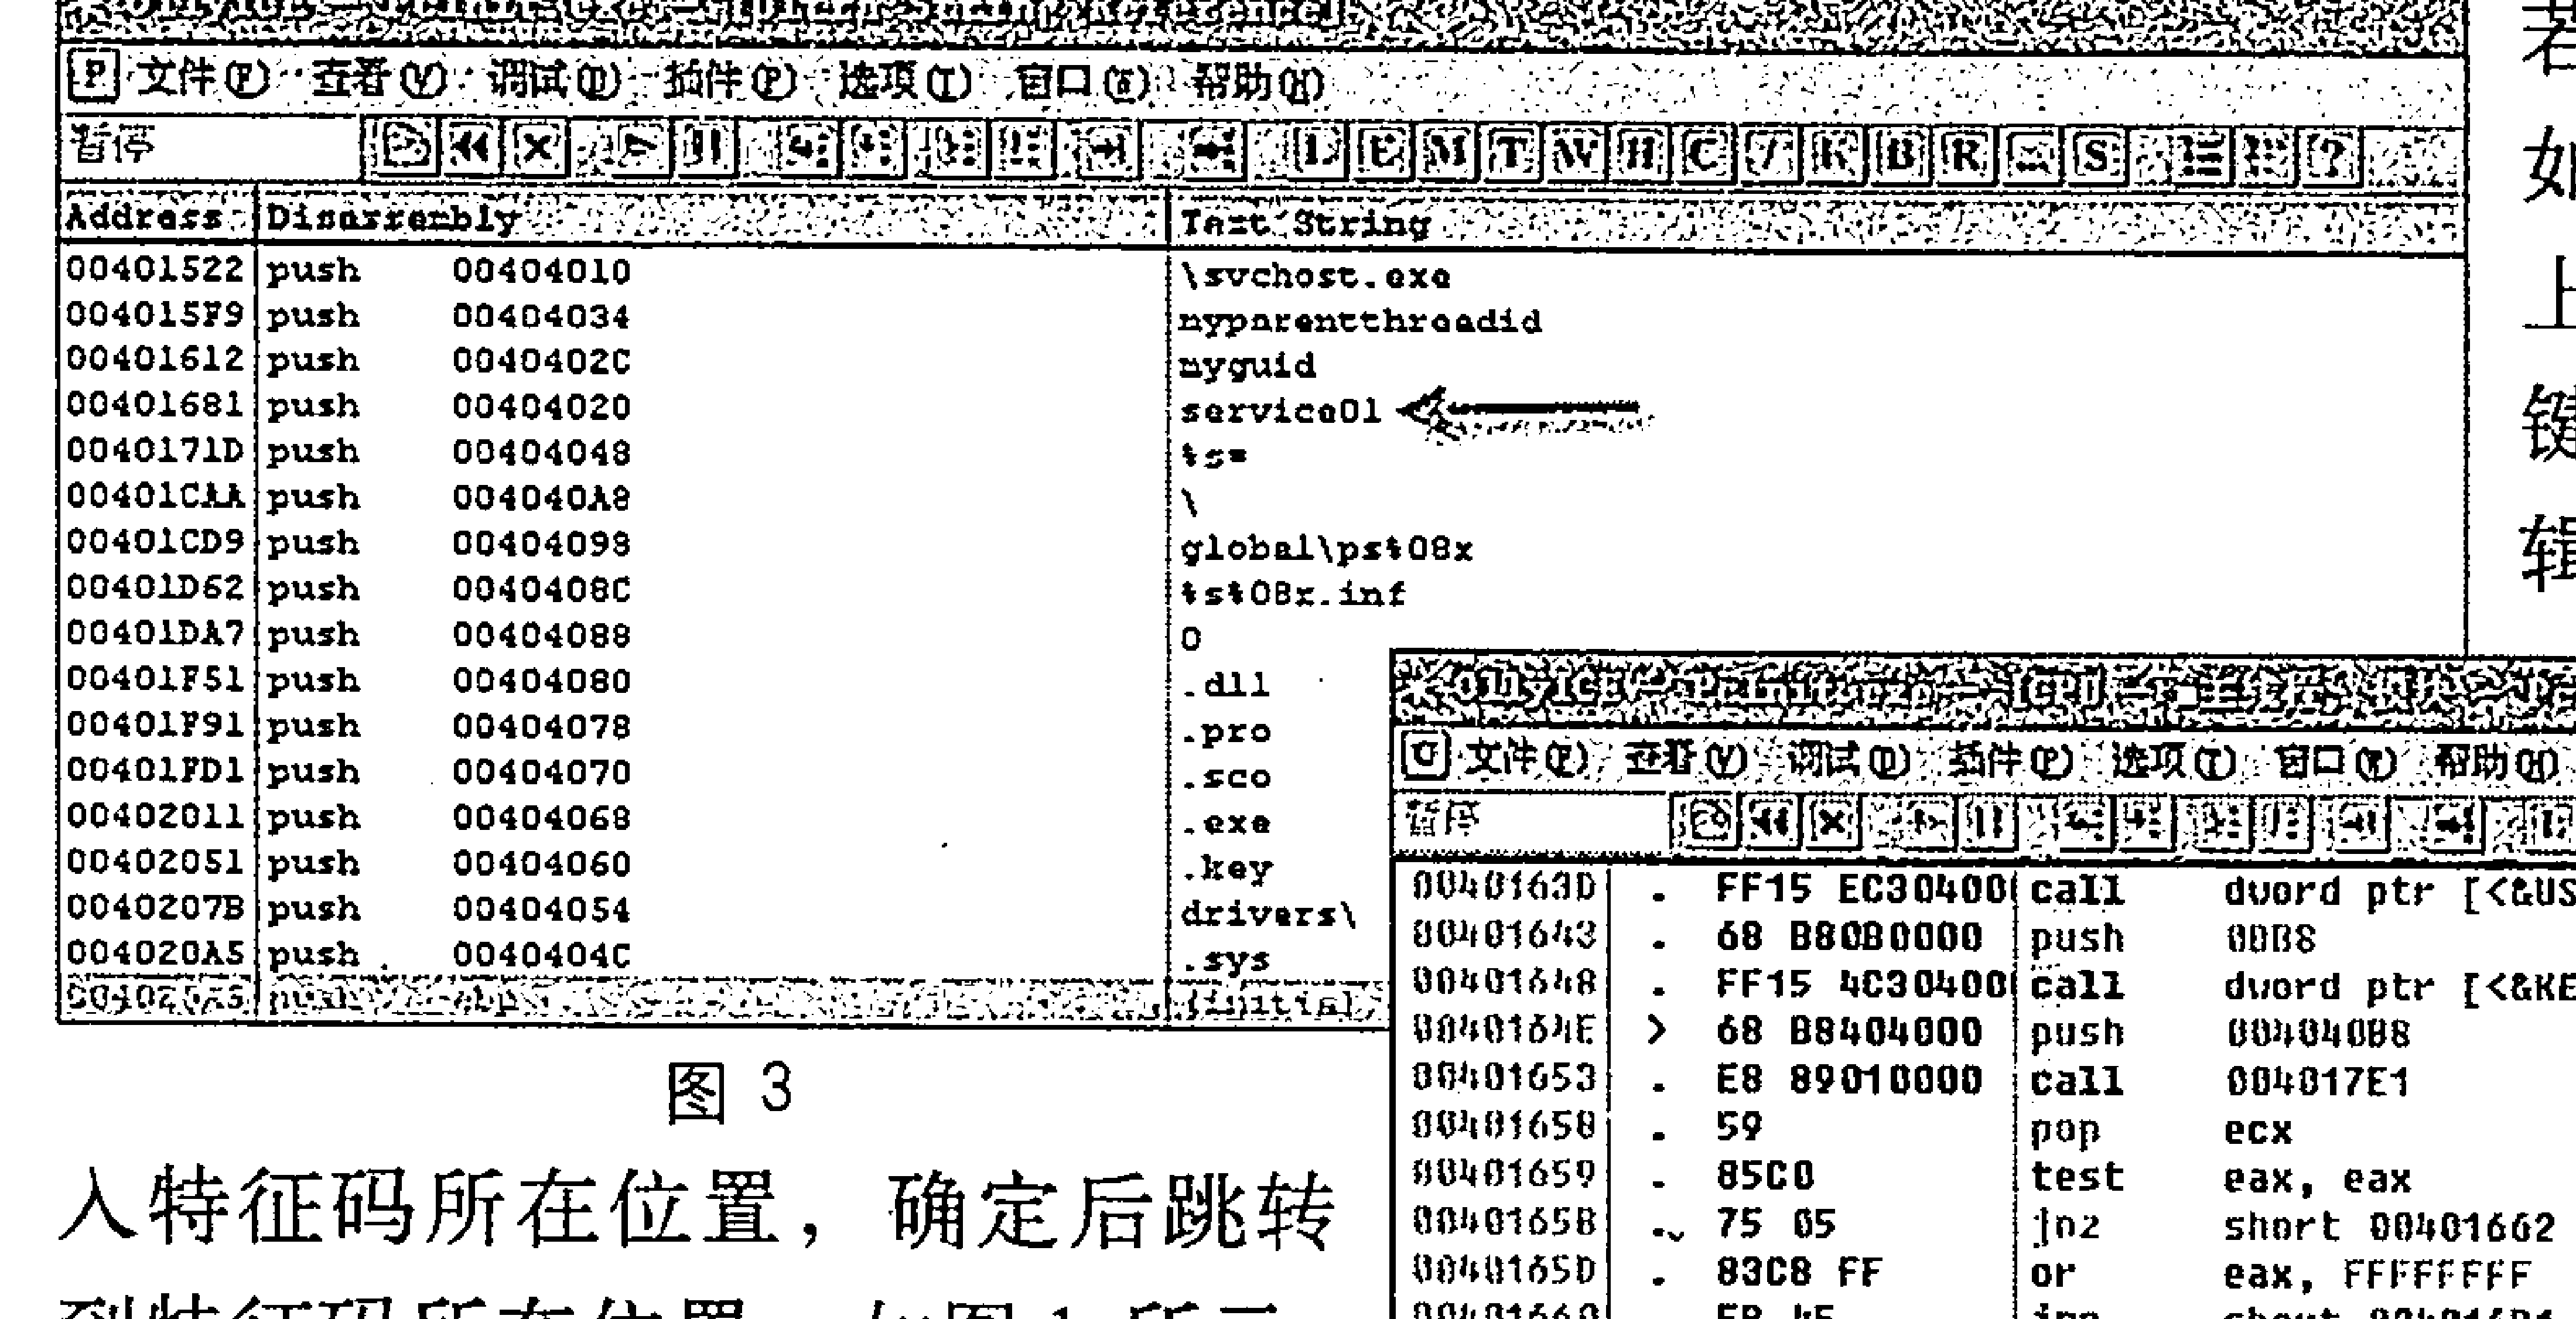 文件(F) 查看(V) 调试(D) 插件(P) 选项(T) 窗口(W) 帮助(H)
暂停 L E M T W H C / K B R ... S ?
Address Disassembly Text String
00401522 push 00404010 \svchost.exe
004015F9 push 00404034 myparentthreadid
00401612 push 0040402C myguid
00401681 push 00404020 service01
0040171D push 00404048 %s=
00401CAA push 004040A8 \
00401CD9 push 00404098 global\ps%08x
00401D62 push 0040408C %s%08x.inf
00401DA7 push 00404088 0
00401F51 push 00404080 .dll
00401F91 push 00404078 .pro
00401FD1 push 00404070 .sco
00402011 push 00404068 .exe
00402051 push 00404060 .key
0040207B push 00404054 drivers\
004020A5 push 0040404C .sys
图 3
入特征码所在位置，确定后跳转
文件(F) 查看(V) 调试(D) 插件(P) 选项(T) 窗口(W) 帮助(H)
暂停
0040163D . FF15 EC30400 call dword ptr [<&US
00401643 . 68 B80B0000 push 0BB8
00401648 . FF15 4C30400 call dword ptr [<&KE
0040164E > 68 B8404000 push 004040B8
00401653 . E8 89010000 call 004017E1
00401658 . 59 pop ecx
00401659 . 85C0 test eax, eax
0040165B . 75 05 jnz short 00401662
0040165D . 83C8 FF or eax, FFFFFFFF
如
上
键
辑